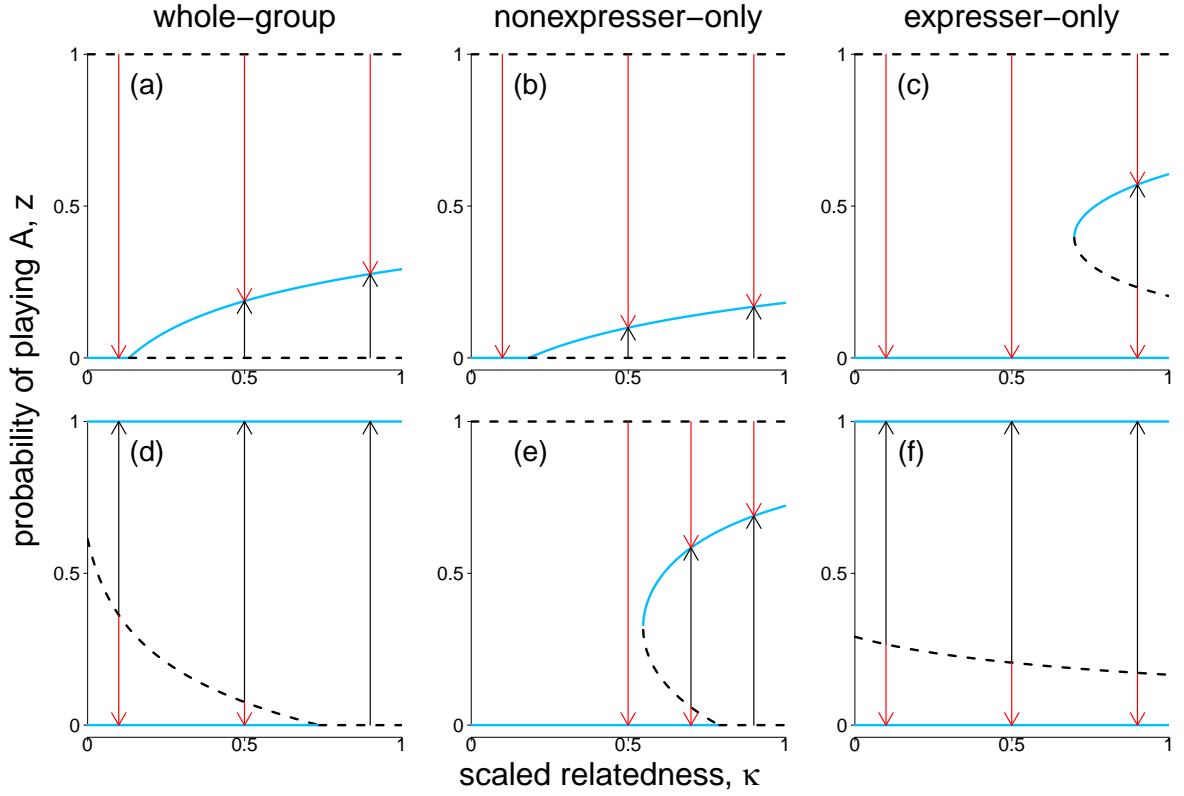 whole−group nonexpresser−only expresser−only
1 1 1
(a) (b) (c)
0.5 0.5 0.5
0 0 0
0 0.5 1 0 0.5 1 0 0.5 1
probability of playing A, z
1 1 1
(d) (e) (f)
0.5 0.5 0.5
0 0 0
0 0.5 1 0 0.5 1 0 0.5 1
scaled relatedness, κ